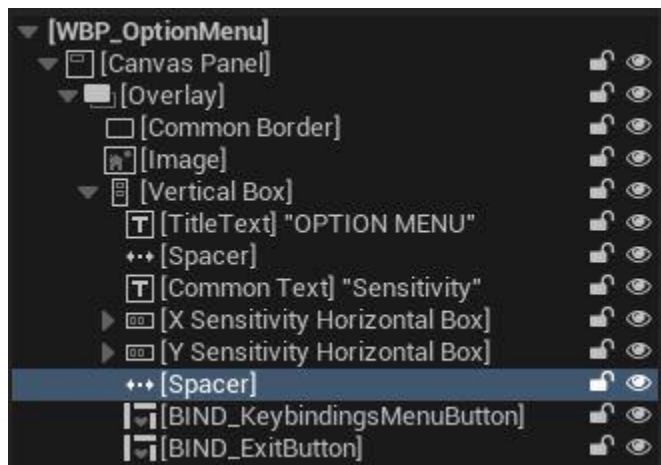 [WBP_OptionMenu]
[Canvas Panel]
[Overlay]
[Common Border]
[Image]
[Vertical Box]
[TitleText] "OPTION MENU"
[Spacer]
[Common Text] "Sensitivity"
[X Sensitivity Horizontal Box]
[Y Sensitivity Horizontal Box]
[Spacer]
[BIND_KeybindingsMenuButton]
[BIND_ExitButton]